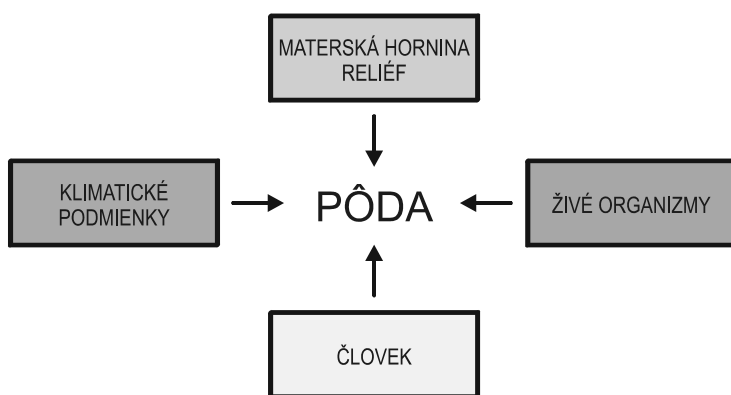 MATERSKÁ HORNINA
RELIÉF
KLIMATICKÉ
PODMIENKY
PÔDA
ŽIVÉ ORGANIZMY
ČLOVEK